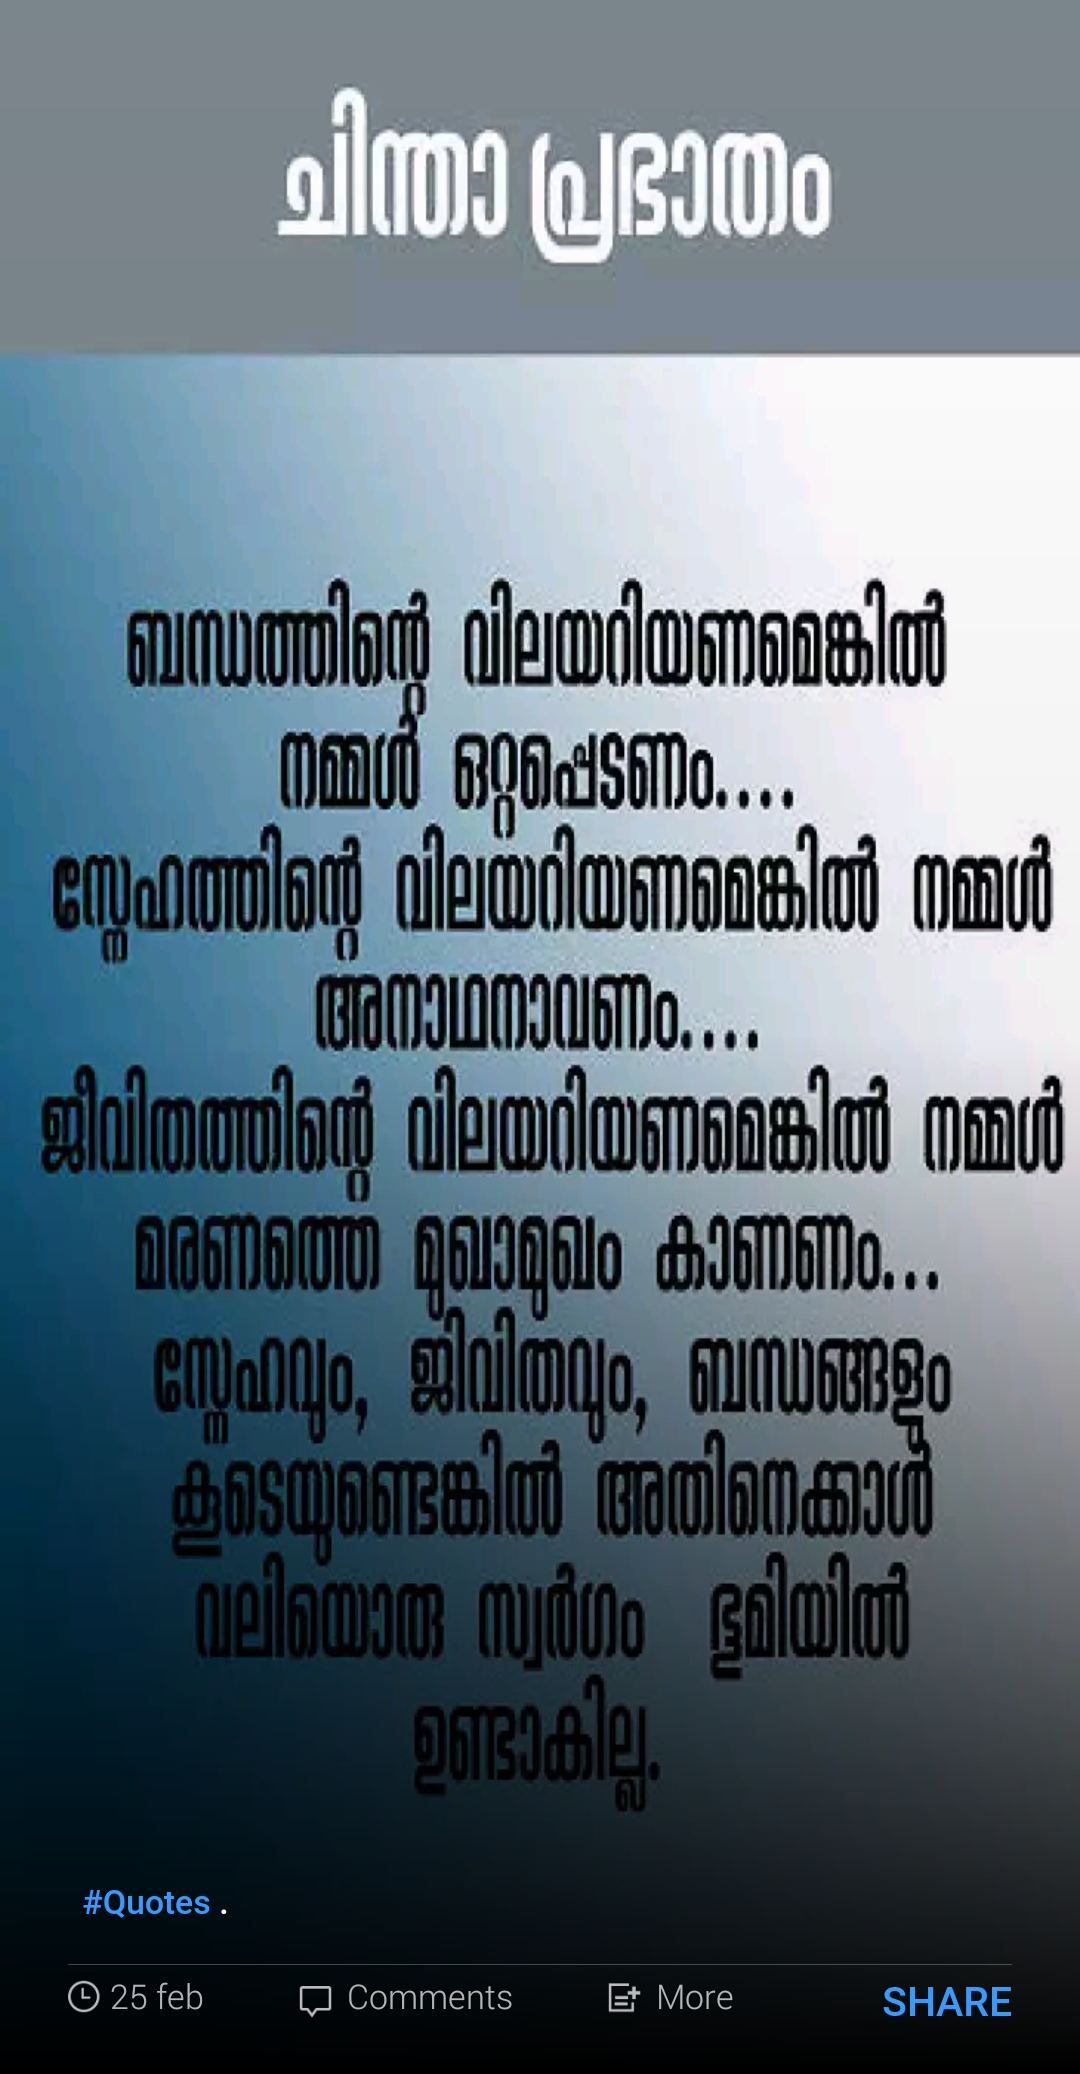 ചിന്താ പ്രഭാതം
ബന്ധത്തിന്റെ വിലയറിയണമെങ്കിൽ
നമ്മൾ ഒറ്റപ്പെടണം....
സ്നേഹത്തിന്റെ വിലയറിയണമെങ്കിൽ നമ്മൾ
അനാഥനാവണം....
ജീവിതത്തിന്റെ വിലയറിയണമെങ്കിൽ നമ്മൾ
മരണത്തെ മുഖാമുഖം കാണണം...
സ്നേഹവും, ജിവിതവും, ബന്ധങ്ങളും
കൂടെയുണ്ടെങ്കിൽ അതിനെക്കാൾ
വലിയൊരു സ്വർഗം ഭൂമിയിൽ
ഉണ്ടാകില്ല.
#Quotes .
25 feb Comments More SHARE